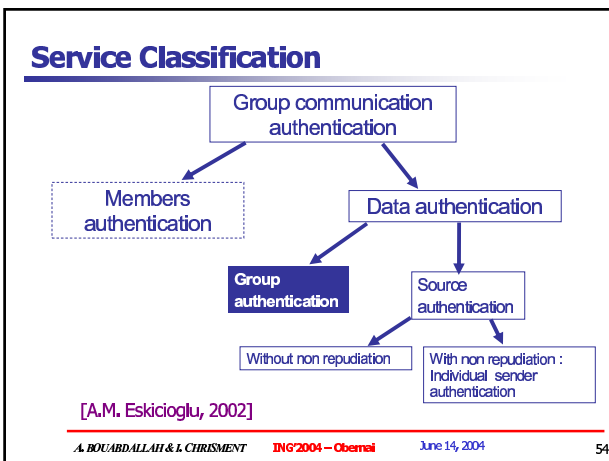 Service Classification
Group communication
authentication
Members
authentication
Data authentication
Group
authentication
Source
authentication
Without non repudiation
With non repudiation :
Individual sender
authentication
[A.M. Eskicioglu, 2002]
A. BOUABDALLAH & I. CHRISMENT ING'2004 – Obernai June 14, 2004 54